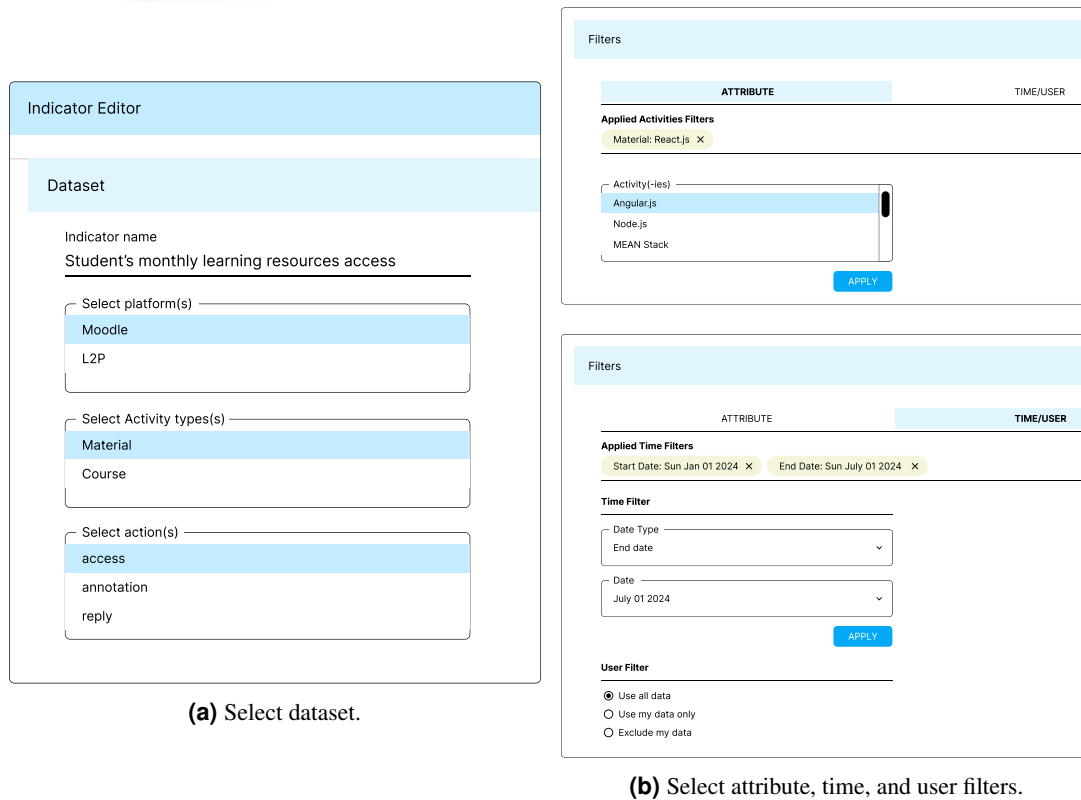 Indicator Editor
Dataset
Indicator name
Student's monthly learning resources access
Select platform(s)
Moodle
L2P
Select Activity types(s)
Material
Course
Select action(s)
access
annotation
reply
(a) Select dataset.
Filters
ATTRIBUTE TIME/USER
Applied Activities Filters
Material: React.js ✕
Activity(-ies)
Angular.js
Node.js
MEAN Stack
APPLY
Filters
ATTRIBUTE TIME/USER
Applied Time Filters
Start Date: Sun Jan 01 2024 ✕ End Date: Sun July 01 2024 ✕
Time Filter
Date Type
End date
Date
July 01 2024
APPLY
User Filter
Use all data
Use my data only
Exclude my data
(b) Select attribute, time, and user filters.